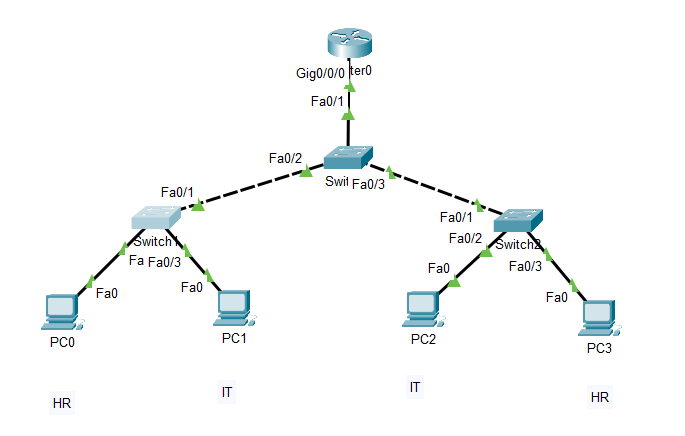 Gig0/0/0
ter0
Fa0/1
Fa0/2
Swit
Fa0/3
Fa0/1
Switch1
Fa
Fa0/3
Fa0
Fa0
PC0
PC1
Fa0/1
Fa0/2
Switch2
Fa0/3
Fa0
Fa0
PC2
PC3
HR
IT
IT
HR